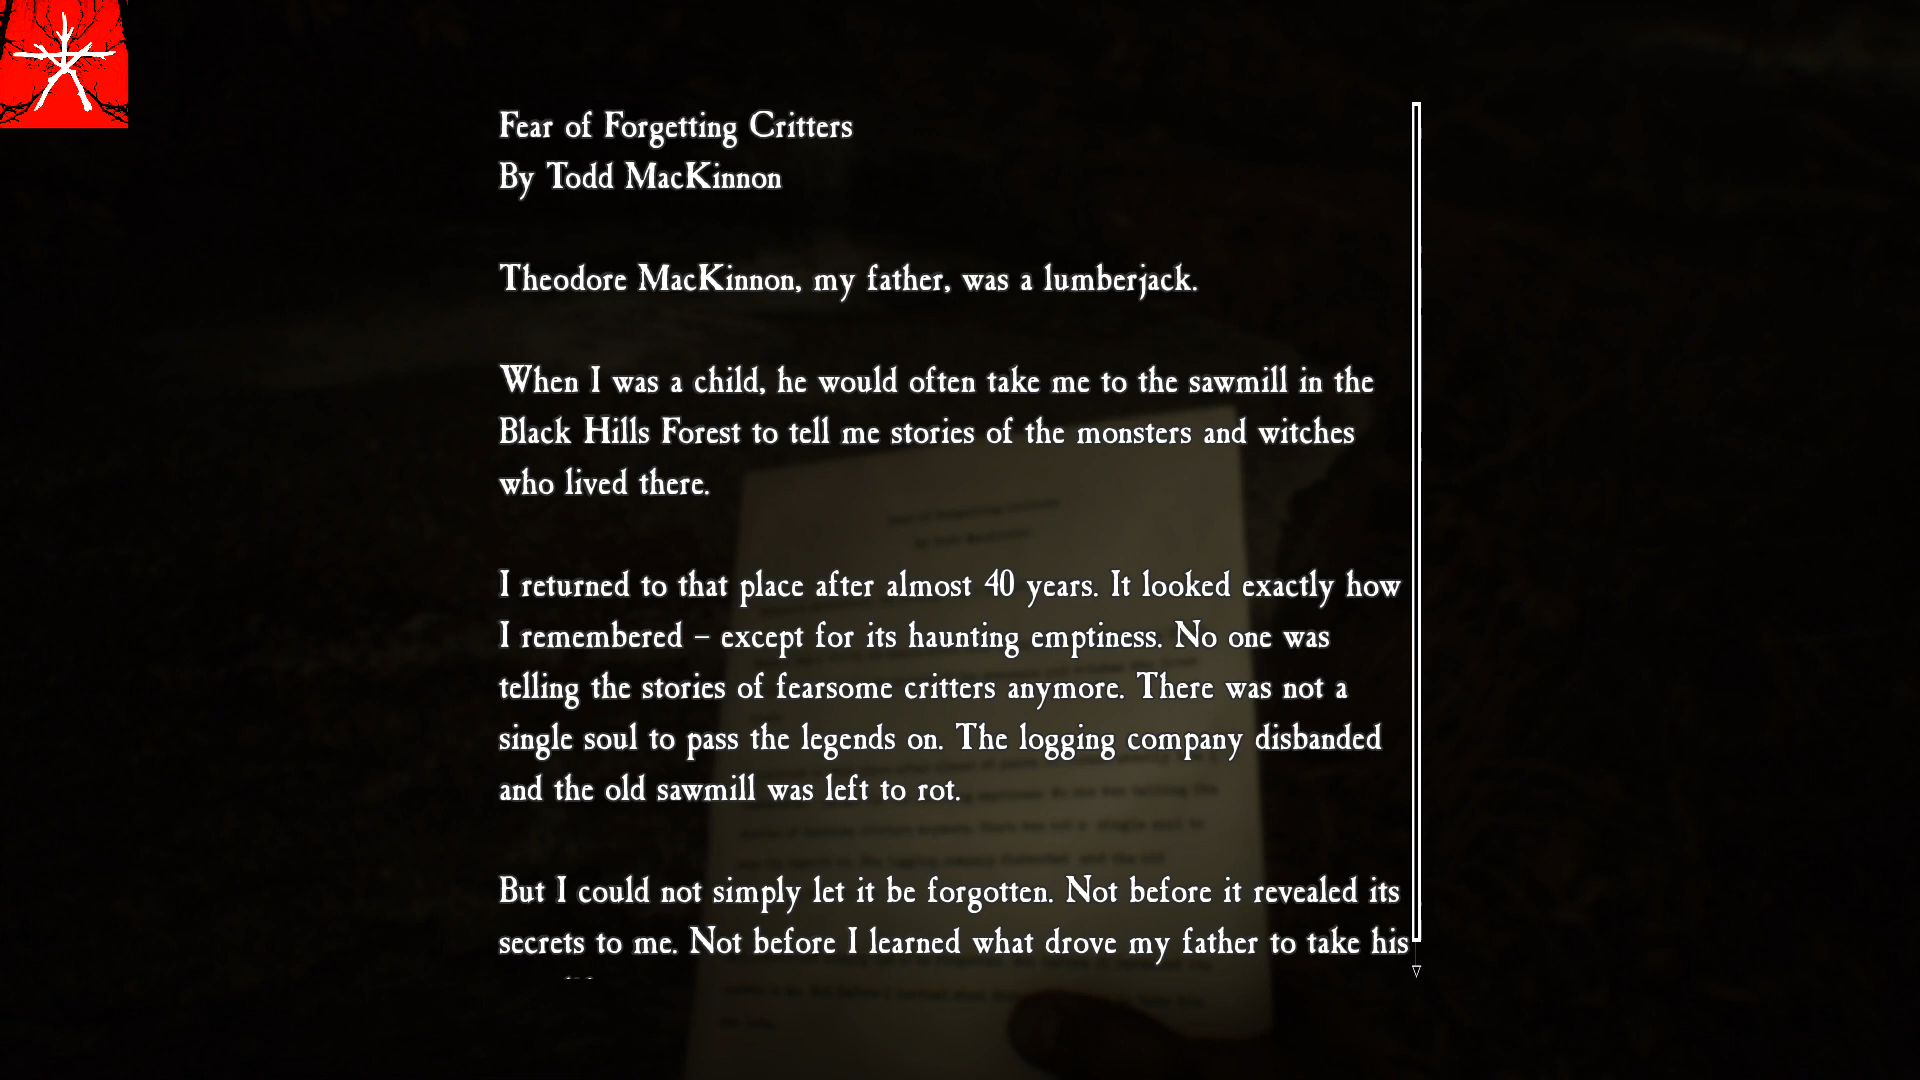 Fear of Forgetting Critters
By Todd MacKinnon
Theodore MacKinnon, my father, was a lumberjack.
When I was a child, he would often take me to the sawmill in the
Black Hills Forest to tell me stories of the monsters and witches
who lived there.
I returned to that place after almost 40 years. It looked exactly how
I remembered – except for its haunting emptiness. No one was
telling the stories of fearsome critters anymore. There was not a
single soul to pass the legends on. The logging company disbanded
and the old sawmill was left to rot.
But I could not simply let it be forgotten. Not before it revealed its
secrets to me. Not before I learned what drove my father to take his